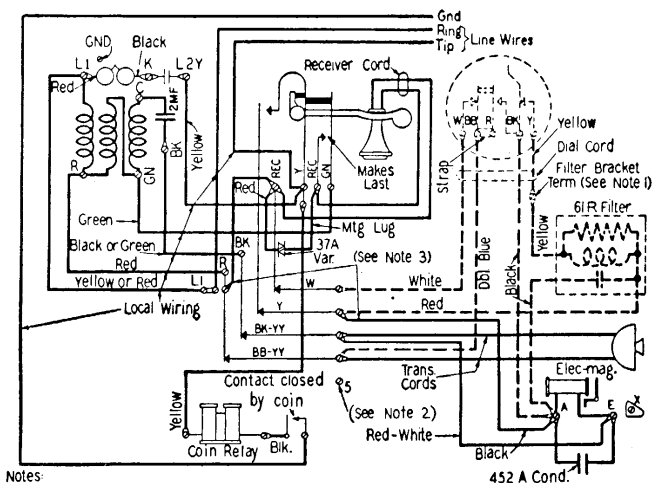 Gnd
Ring
Tip
Line Wires
GND
Black
L1
K
L2Y
Red
C
2MF
BK
Yellow
R
GN
Receiver Cord
W
BB
R
BK
Y
Yellow
Dial Cord
Filter Bracket
Term (See Note 1)
Strap
Makes
Last
REC
Y
REC
GN
Red
Mtg Lug
61R Filter
Yellow
Green
Black or Green
BK
37A
Var.
(See Note 3)
DDI Blue
Black
Red
R
Yellow or Red
L1
W
White
Local Wiring
Y
Red
BK-YY
BB-YY
Trans.
Cords
Elec-mag.
Contact closed
by coin
5
(See Note 2)
Red-White
A
E
X
Yellow
Coin Relay
Blk.
Black
452 A Cond.
Notes: